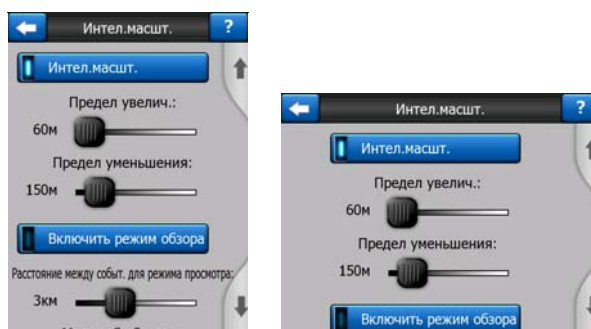 Интел.масшт.
?
Интел.масшт.
Предел увелич.:
60м
Предел уменьшения:
150м
Включить режим обзора
Расстояние между событ. для режима просмотра:
3км
Интел.масшт.
?
Интел.масшт.
Предел увелич.:
60м
Предел уменьшения:
150м
Включить режим обзора